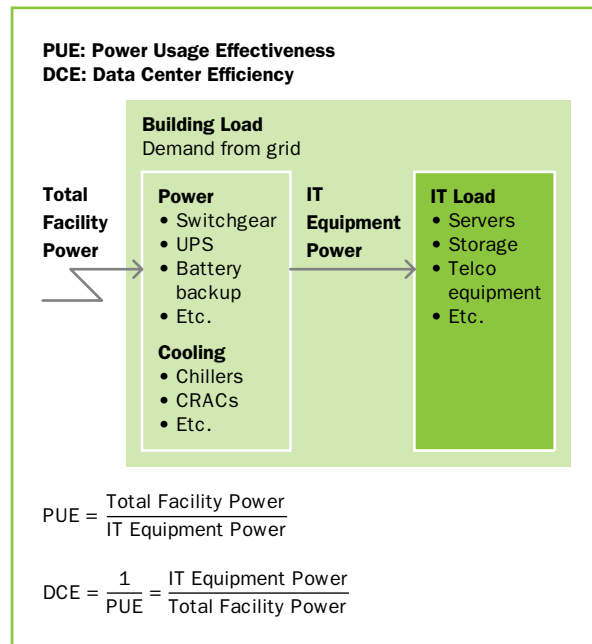 PUE: Power Usage Effectiveness
DCE: Data Center Efficiency
Building Load
Demand from grid
Total
Facility
Power
Power
• Switchgear
• UPS
• Battery
backup
• Etc.
Cooling
• Chillers
• CRACs
• Etc.
IT
Equipment
Power
IT Load
• Servers
• Storage
• Telco
equipment
• Etc.
PUE = Total Facility Power / IT Equipment Power
DCE = 1 / PUE = IT Equipment Power / Total Facility Power